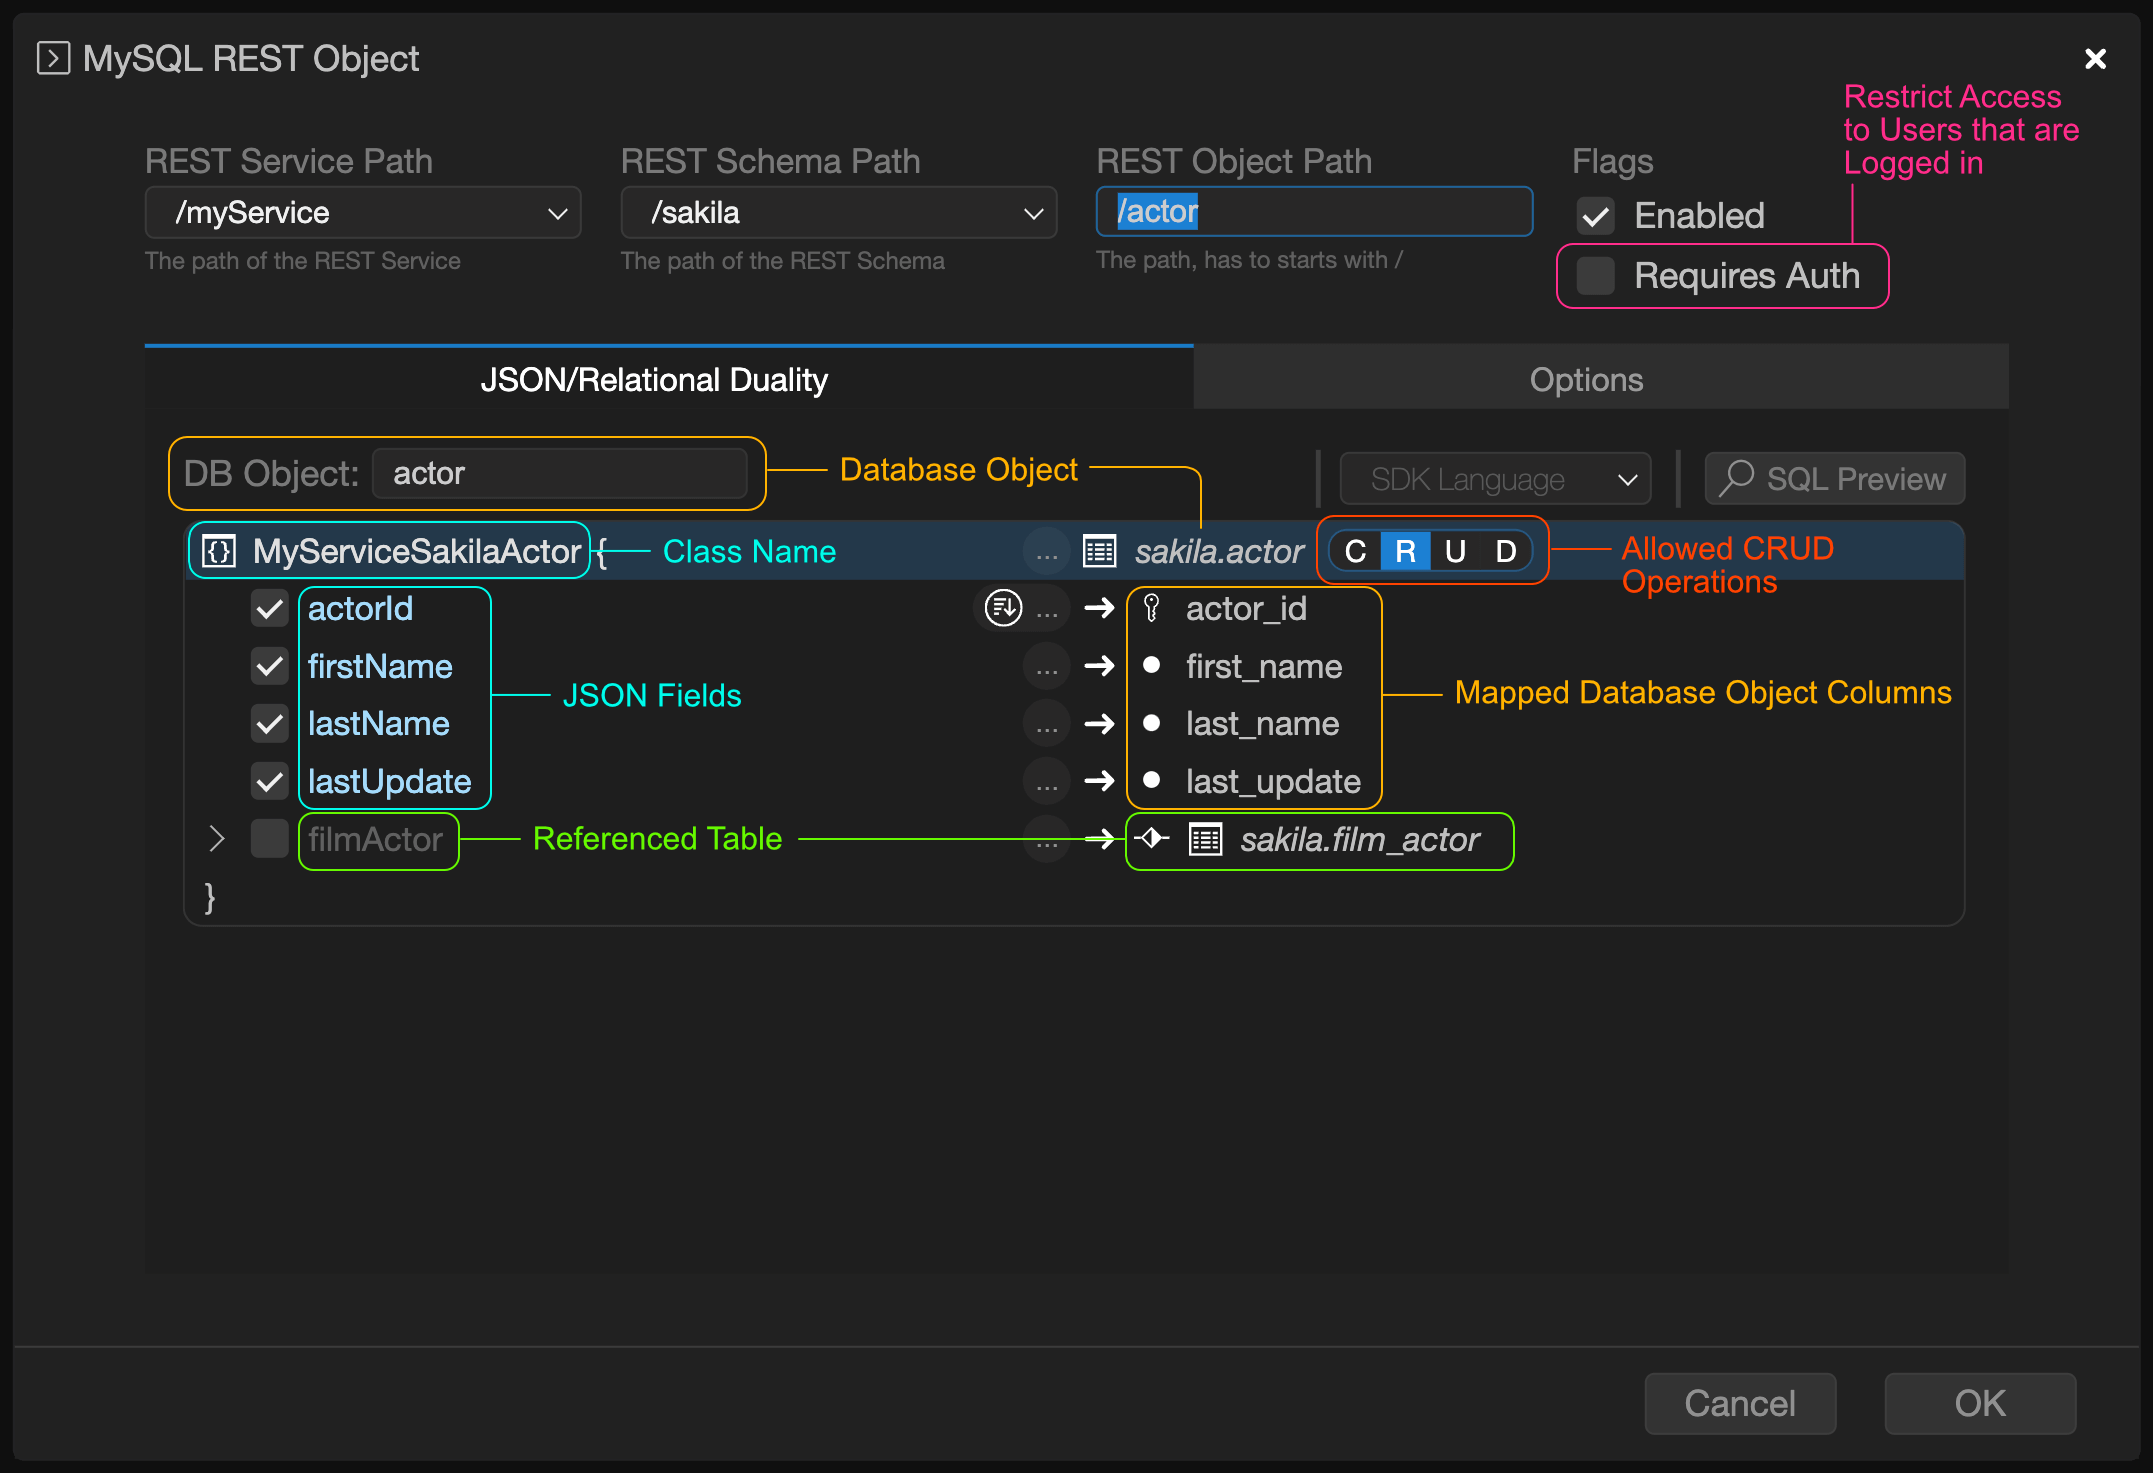 MySQL REST Object
Restrict Access
to Users that are
Logged in
REST Service Path
REST Schema Path
REST Object Path
Flags
/myService
/sakila
/actor
Enabled
The path of the REST Service
The path of the REST Schema
The path, has to starts with /
Requires Auth
JSON/Relational Duality
Options
DB Object: actor
Database Object
SDK Language
SQL Preview
{} MyServiceSakilaActor {
Class Name
... sakila.actor
C R U D
Allowed CRUD
Operations
actorId ... actor_id
firstName ... first_name
JSON Fields
Mapped Database Object Columns
lastName ... last_name
lastUpdate ... last_update
filmActor Referenced Table ... sakila.film_actor
}
Cancel
OK